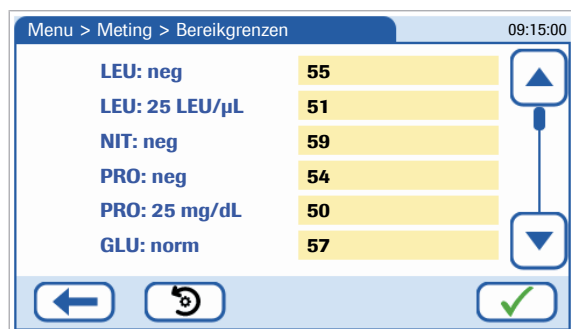 Menu > Meting > Bereikgrenzen 09:15:00
LEU: neg 55
LEU: 25 LEU/µL 51
NIT: neg 59
PRO: neg 54
PRO: 25 mg/dL 50
GLU: norm 57